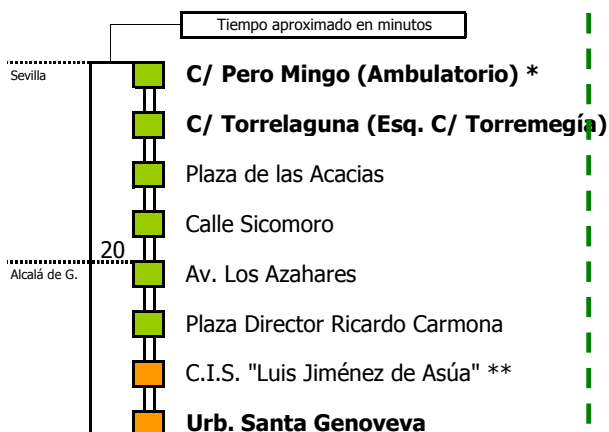 Tiempo aproximado en minutos
Sevilla
C/ Pero Mingo (Ambulatorio) *
C/ Torrelaguna (Esq. C/ Torremegía)
Plaza de las Acacias
Calle Sicomoro
20
Alcalá de G.
Av. Los Azahares
Plaza Director Ricardo Carmona
C.I.S. "Luis Jiménez de Asúa" **
Urb. Santa Genoveva